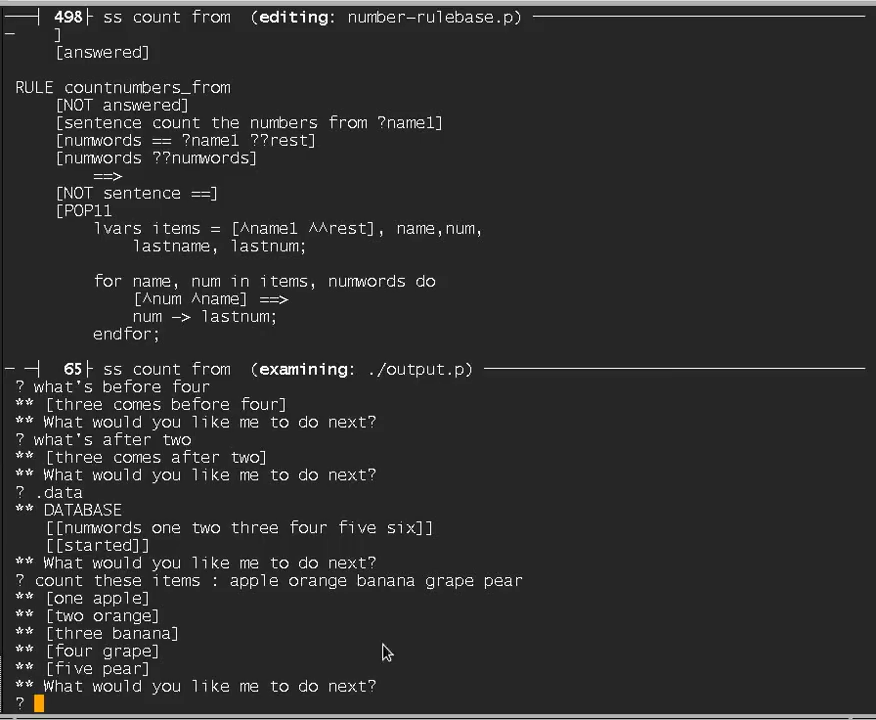 498 ss count from (editing: number-rulebase.p)
]
[answered]
RULE countnumbers_from
[NOT answered]
[sentence count the numbers from ?name1]
[numwords == ?name1 ??rest]
[numwords ??numwords]
==>
[NOT sentence ==]
[POP11
lvars items = [^name1 ^^rest], name,num,
lastname, lastnum;
for name, num in items, numwords do
[^num ^name] ==>
num -> lastnum;
endfor;
65 ss count from (examining: ./output.p)
? what's before four
** [three comes before four]
** What would you like me to do next?
? what's after two
** [three comes after two]
** What would you like me to do next?
? .data
** DATABASE
[[numwords one two three four five six]]
[[started]]
** What would you like me to do next?
? count these items : apple orange banana grape pear
** [one apple]
** [two orange]
** [three banana]
** [four grape]
** [five pear]
** What would you like me to do next?
?